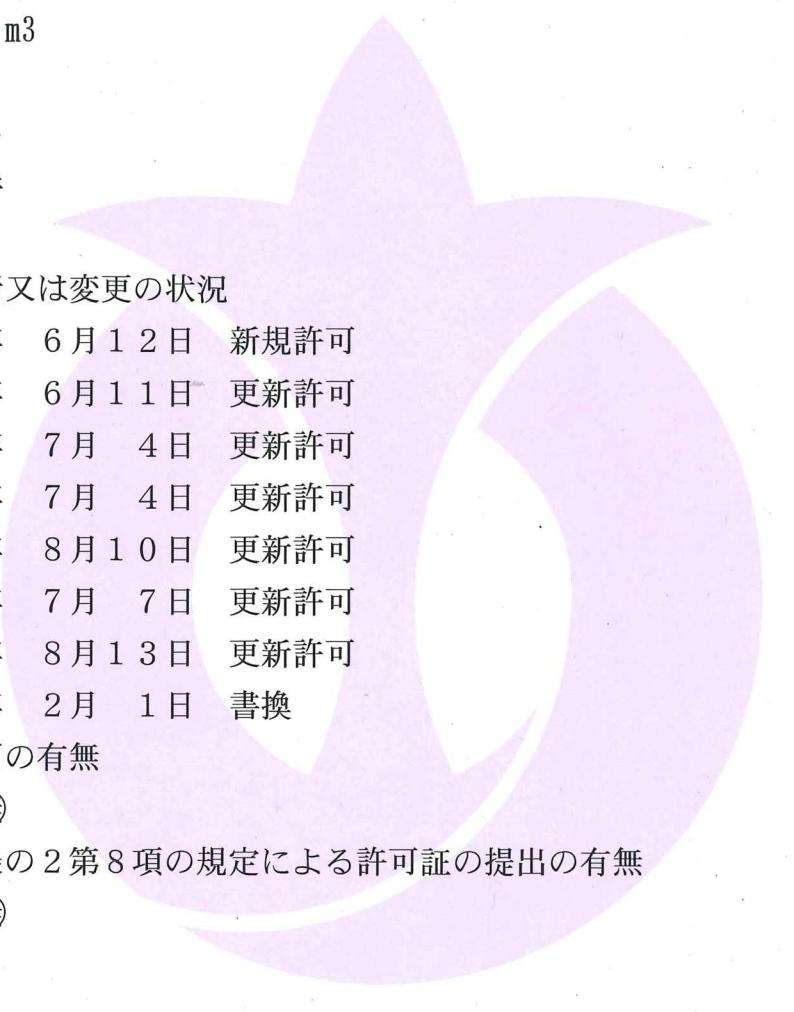 m3
又は変更の状況
6月12日 新規許可
6月11日 更新許可
7月 4日 更新許可
7月 4日 更新許可
8月10日 更新許可
7月 7日 更新許可
8月13日 更新許可
2月 1日 書換
の有無
の2第8項の規定による許可証の提出の有無